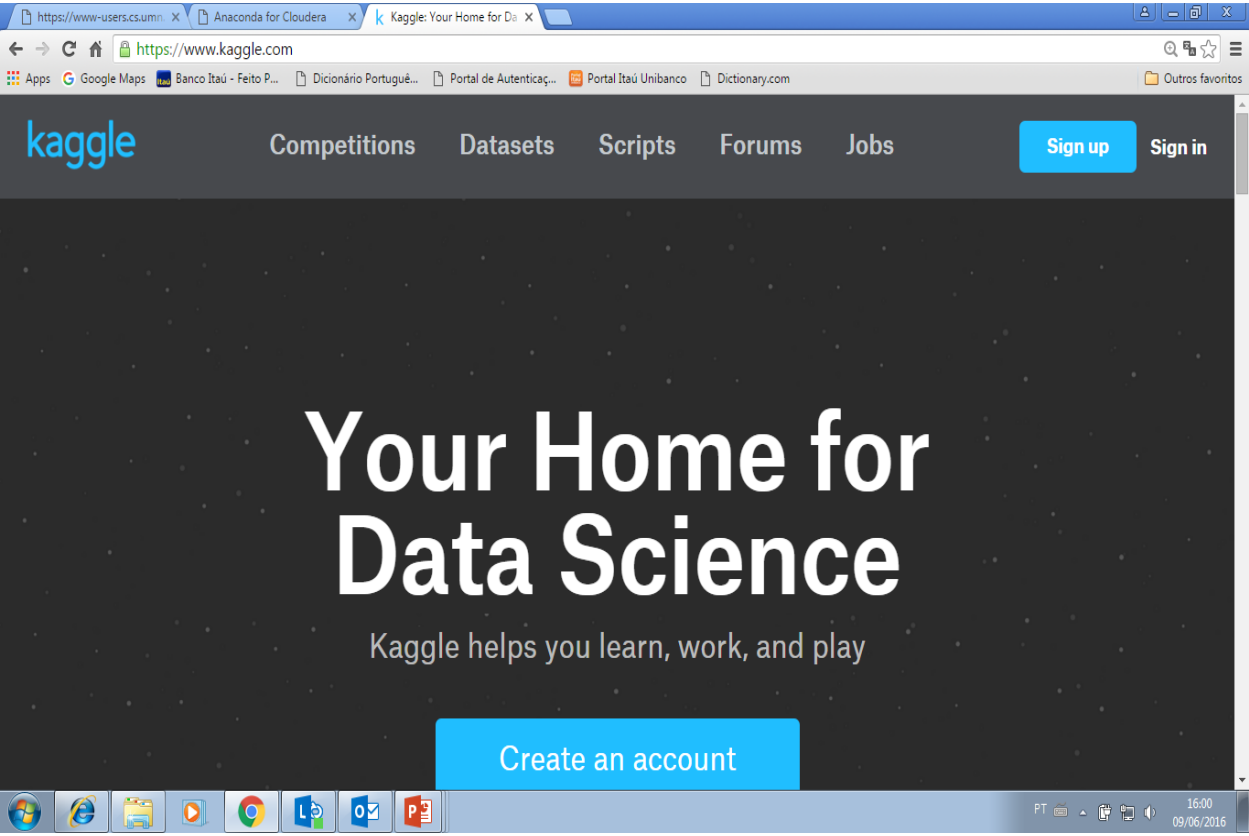 https://www-users.cs.umn. Anaconda for Cloudera Kaggle: Your Home for Da
https://www.kaggle.com
Apps Google Maps Banco Itaú - Feito P... Dicionário Portuguê... Portal de Autenticaç... Portal Itaú Unibanco Dictionary.com Outros favoritos
kaggle Competitions Datasets Scripts Forums Jobs Sign up Sign in
Your Home for
Data Science
Kaggle helps you learn, work, and play
Create an account
PT 16:00
09/06/2016